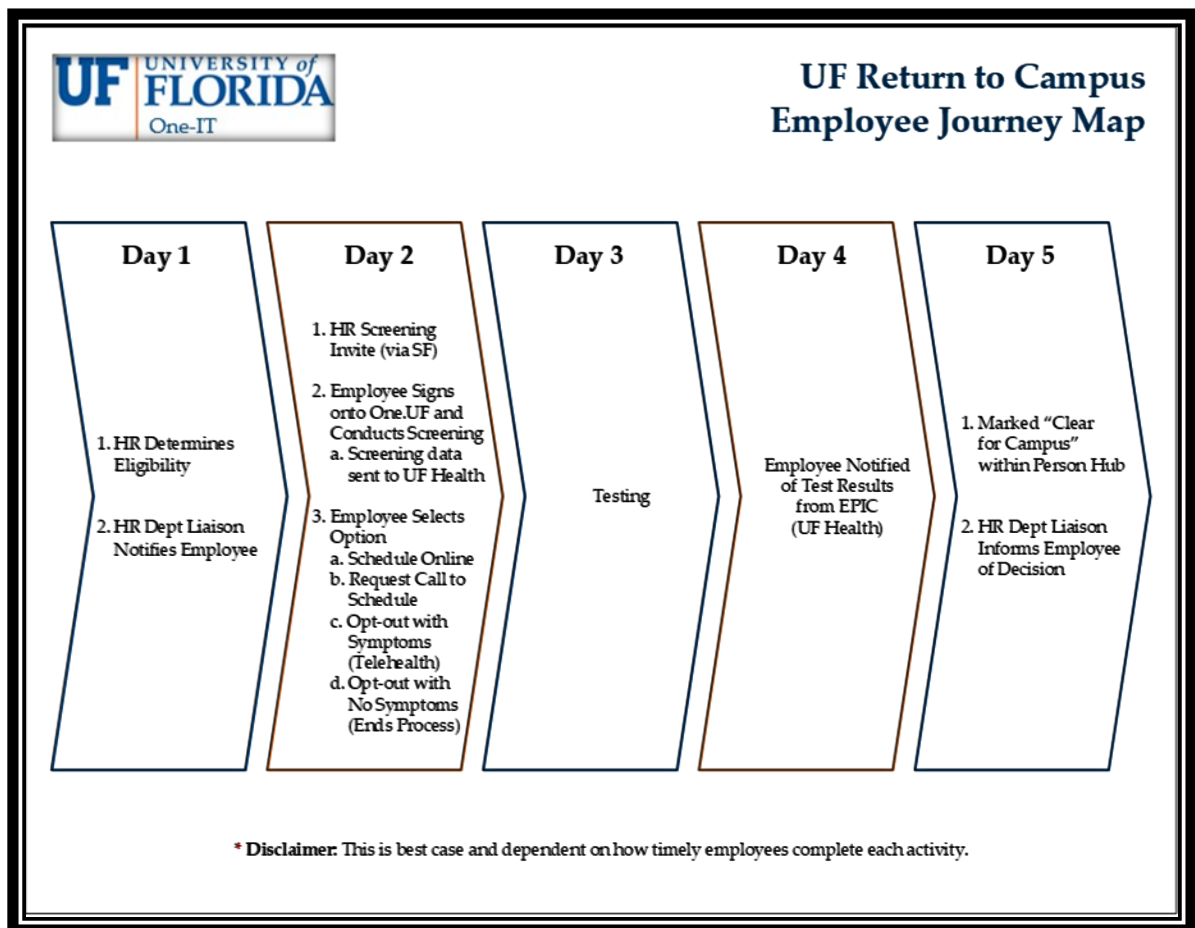 UF UNIVERSITY of
FLORIDA
One-IT
UF Return to Campus
Employee Journey Map
Day 1
1. HR Determines
Eligibility
2. HR Dept Liaison
Notifies Employee
Day 2
1. HR Screening
Invite (via SF)
2. Employee Signs
onto One.UF and
Conducts Screening
a. Screening data
sent to UF Health
3. Employee Selects
Option
a. Schedule Online
b. Request Call to
Schedule
c. Opt-out with
Symptoms
(Telehealth)
d. Opt-out with
No Symptoms
(Ends Process)
Day 3
Testing
Day 4
Employee Notified
of Test Results
from EPIC
(UF Health)
Day 5
1. Marked “Clear
for Campus”
within Person Hub
2. HR Dept Liaison
Informs Employee
of Decision
* Disclaimer: This is best case and dependent on how timely employees complete each activity.